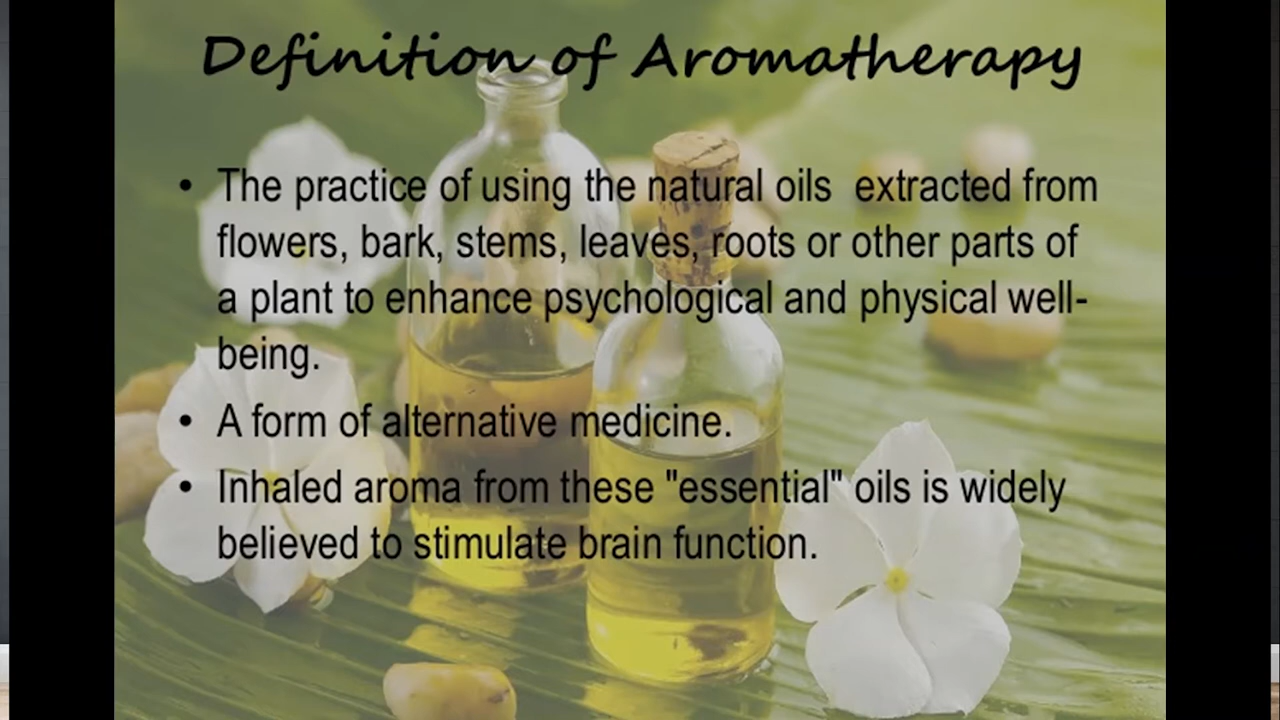 Definition of Aromatherapy
• The practice of using the natural oils  extracted from
flowers, bark, stems, leaves, roots or other parts of
a plant to enhance psychological and physical well-
being.
• A form of alternative medicine.
• Inhaled aroma from these "essential" oils is widely
believed to stimulate brain function.